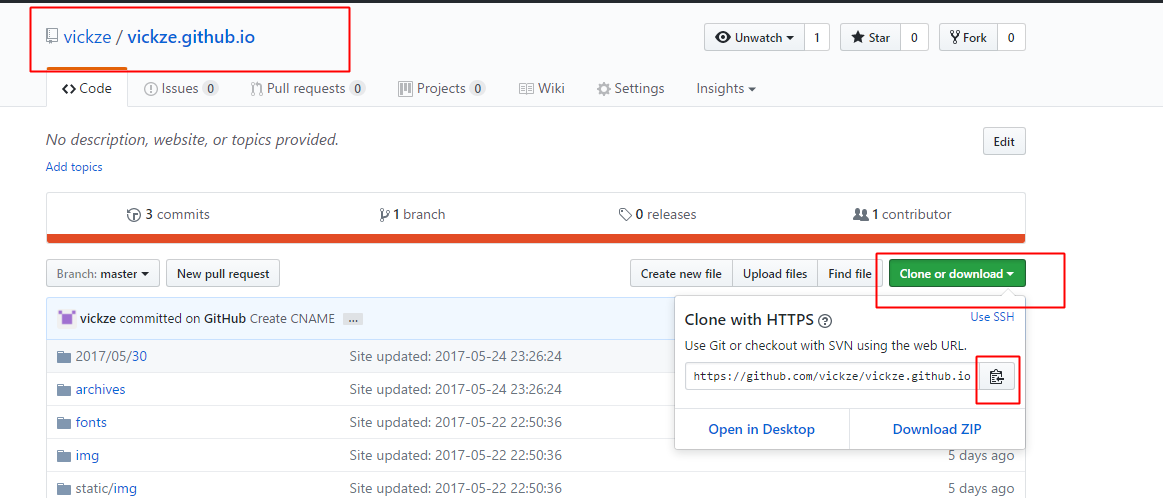 vickze / vickze.github.io
Unwatch 1 Star 0 Fork 0
Code Issues 0 Pull requests 0 Projects 0 Wiki Settings Insights
No description, website, or topics provided.
Edit
Add topics
3 commits 1 branch 0 releases 1 contributor
Branch: master New pull request Create new file Upload files Find file Clone or download
vickze committed on GitHub Create CNAME ...
Clone with HTTPS ? Use SSH
Use Git or checkout with SVN using the web URL.
https://github.com/vickze/vickze.github.io
Open in Desktop Download ZIP
2017/05/30 Site updated: 2017-05-24 23:26:24
archives Site updated: 2017-05-24 23:26:24
fonts Site updated: 2017-05-22 22:50:36
img Site updated: 2017-05-22 22:50:36 5 days ago
static/img Site updated: 2017-05-22 22:50:36 5 days ago